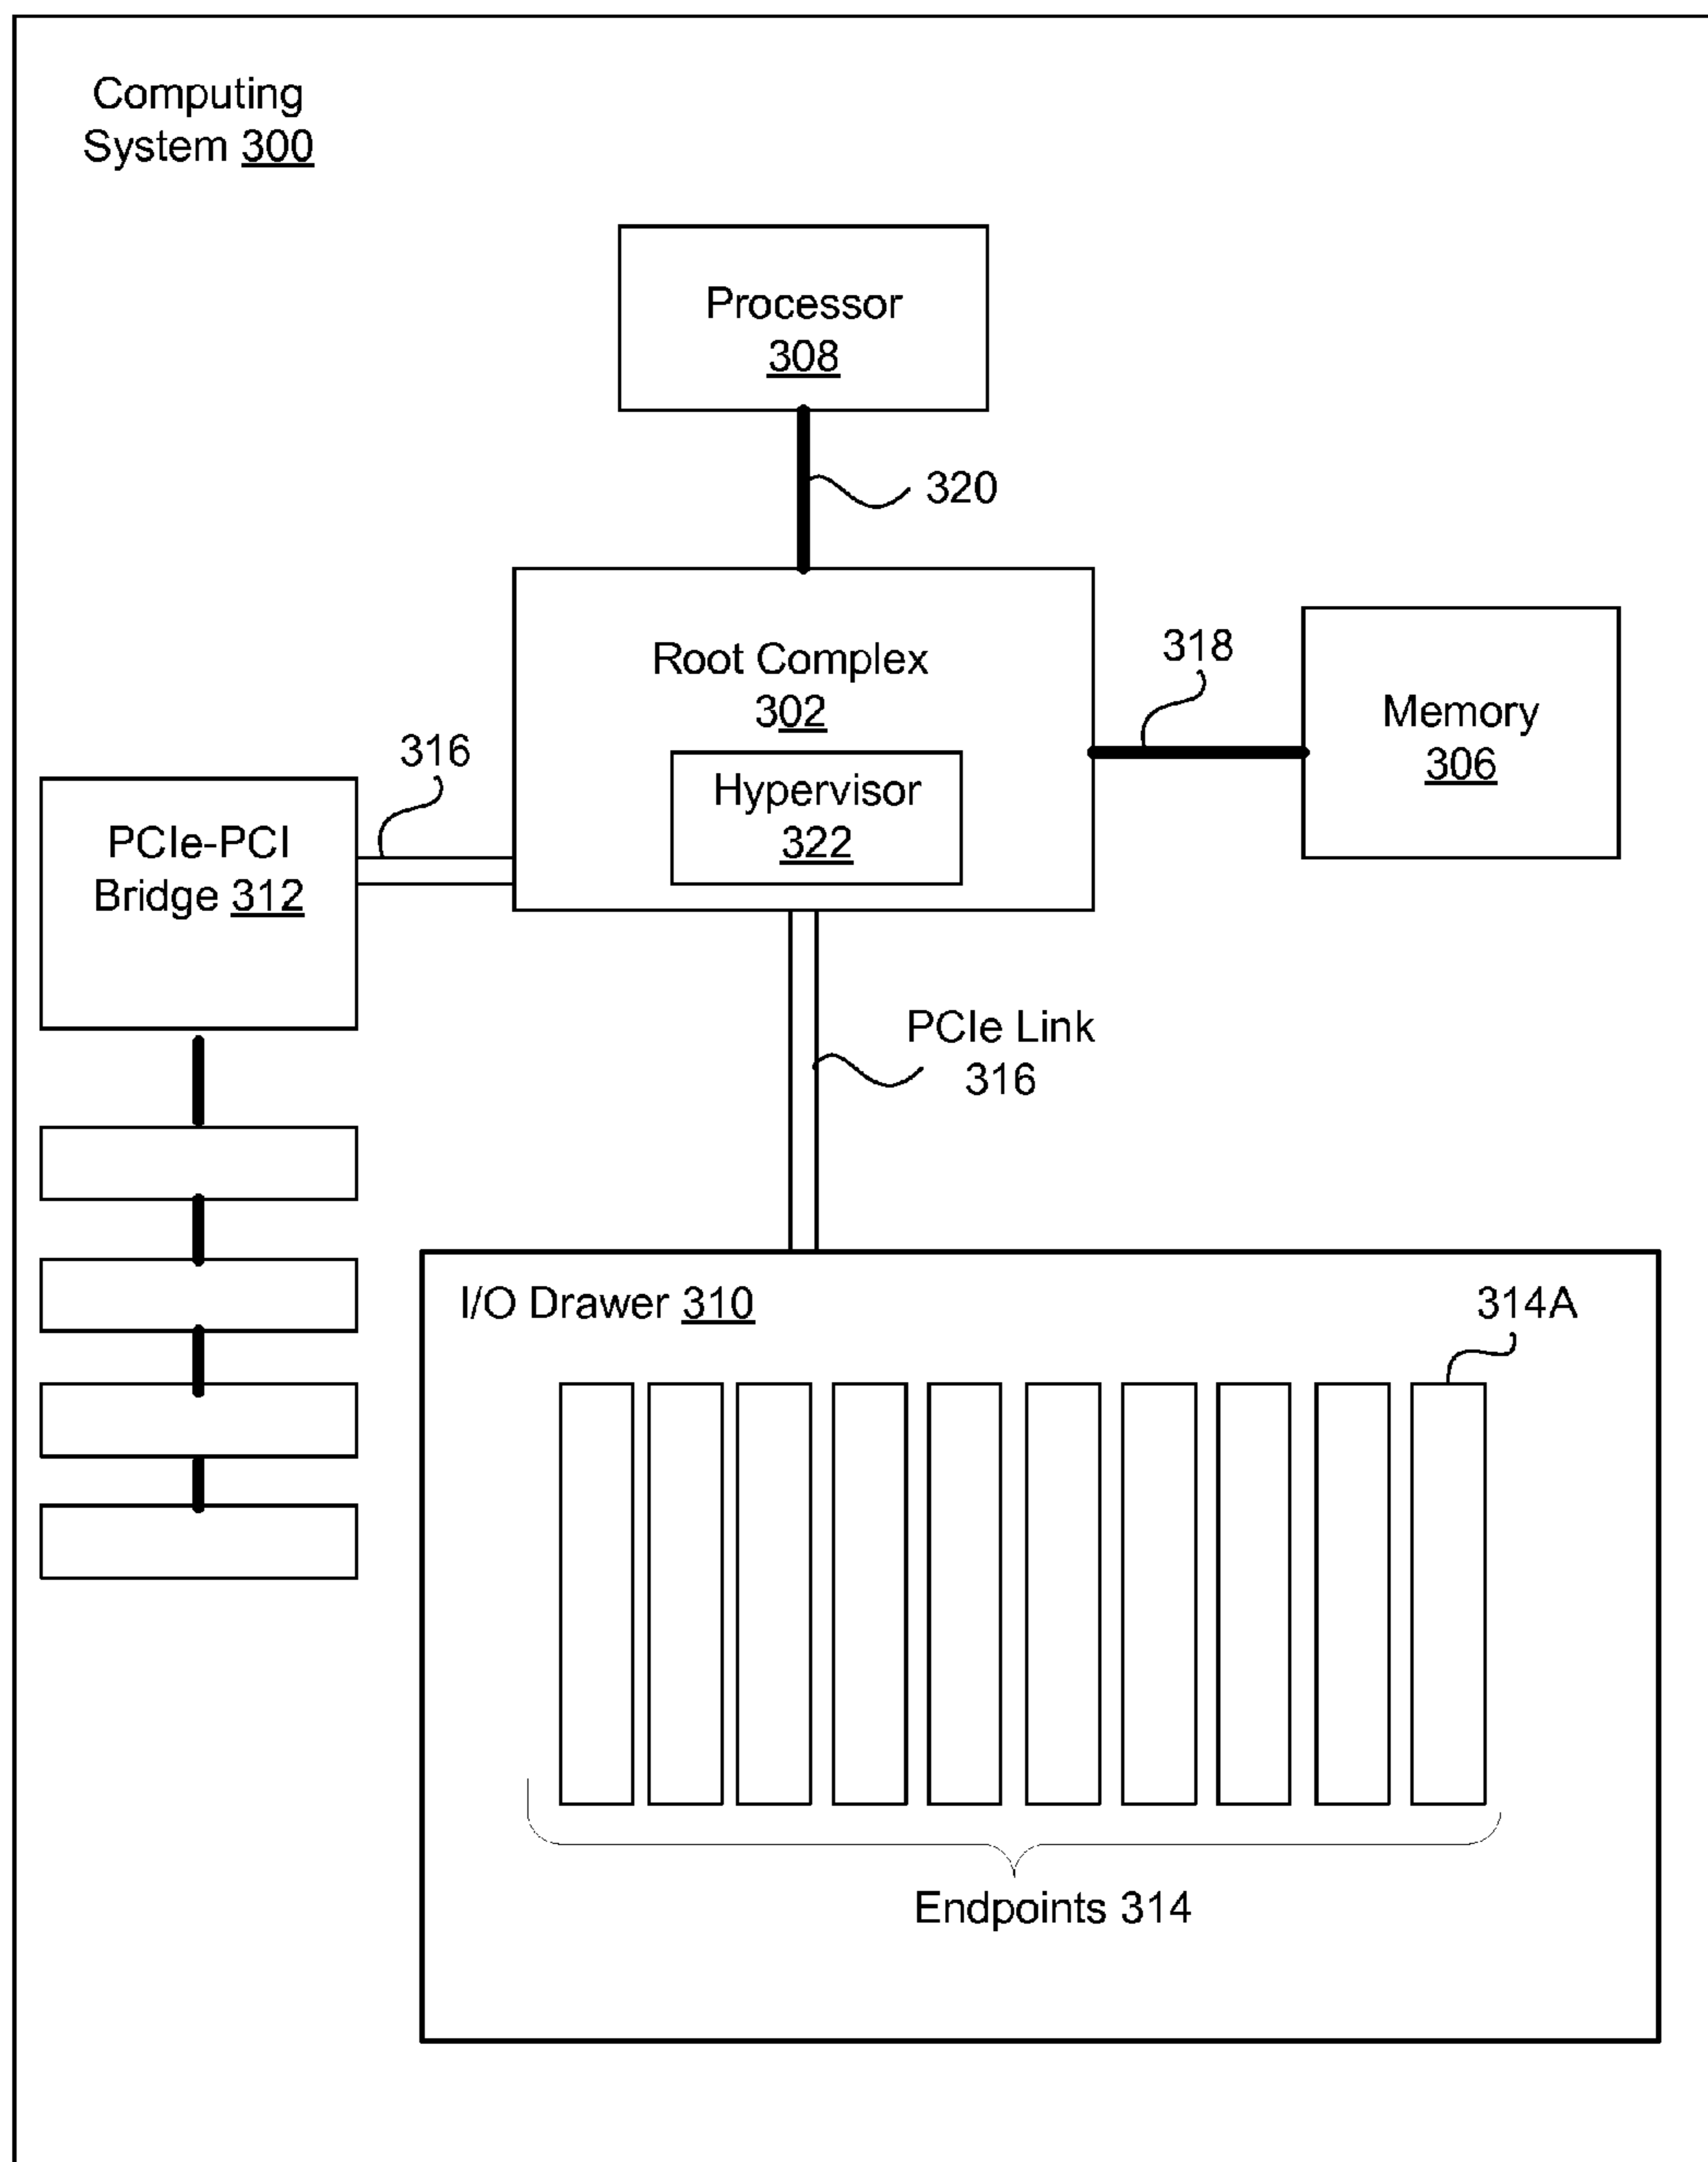 Computing
System 300
Processor
308
320
Root Complex
302
318
Memory
306
Hypervisor
322
316
PCIe-PCI
Bridge 312
PCIe Link
316
I/O Drawer 310
314A
Endpoints 314